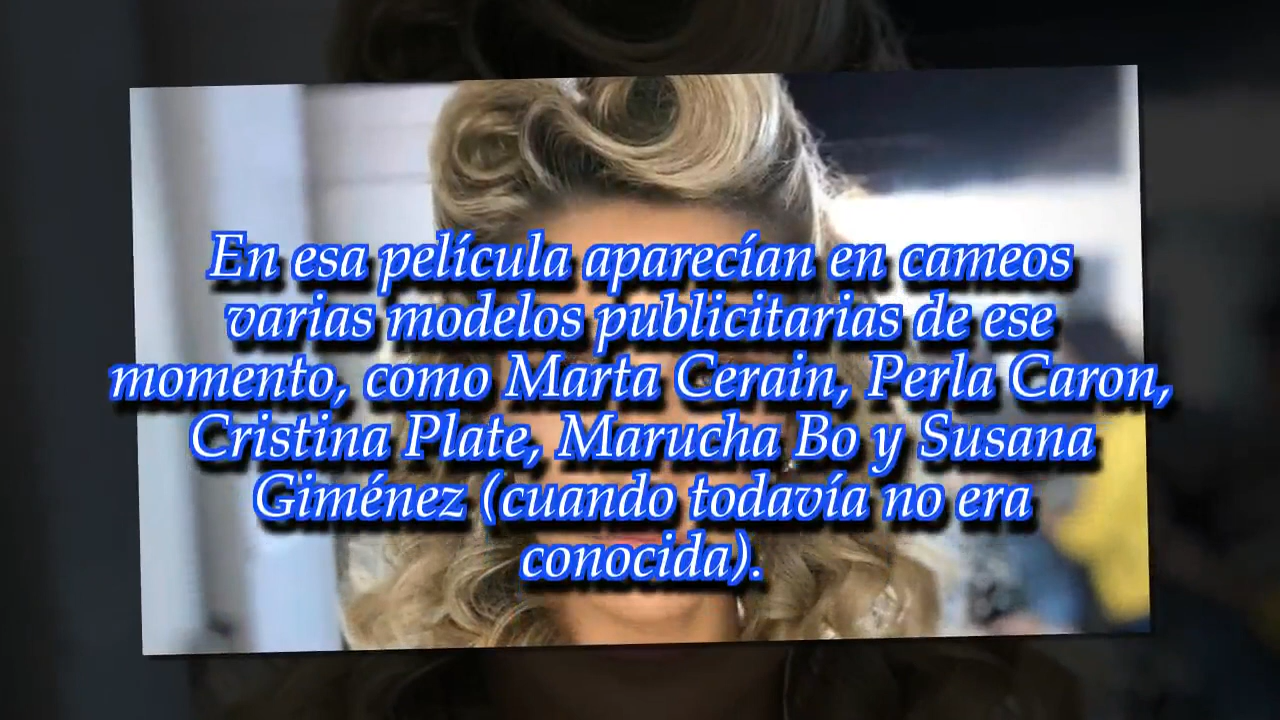 En esa película aparecían en cameos
varias modelos publicitarias de ese
momento, como Marta Cerain, Perla Caron,
Cristina Plate, Marucha Bo y Susana
Giménez (cuando todavía no era
conocida).